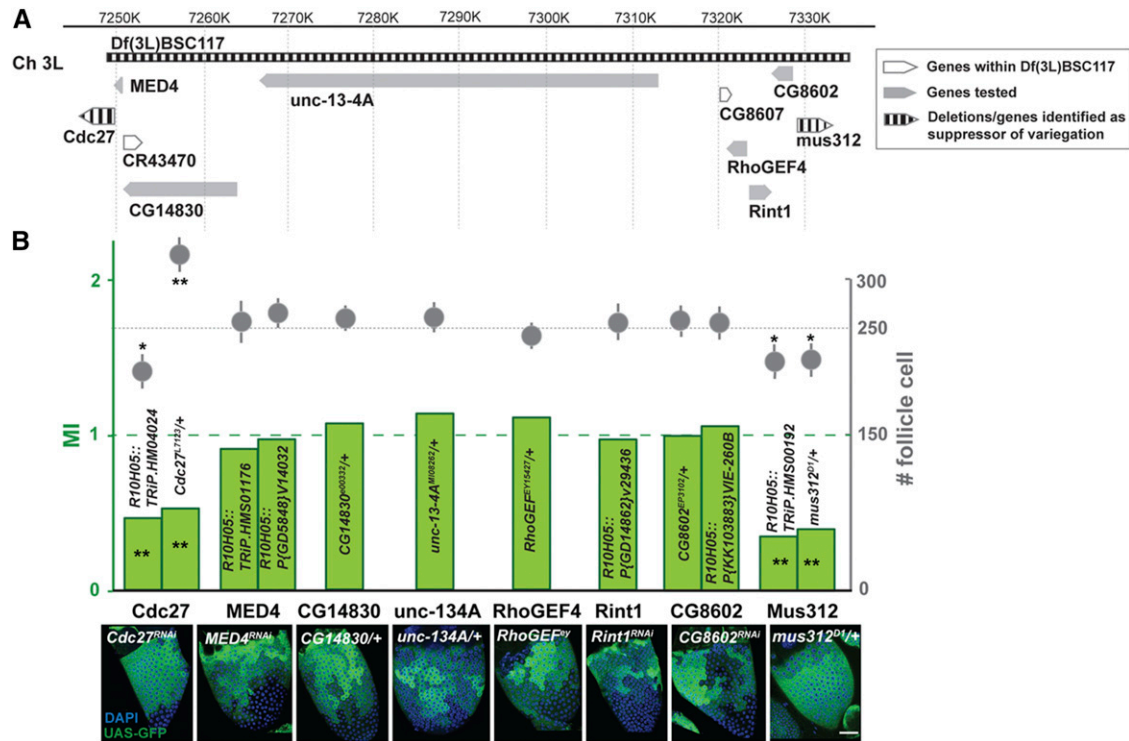 A
7250K 7260K 7270K 7280K 7290K 7300K 7310K 7320K 7330K
Df(3L)BSC117
Ch 3L
MED4
unc-13-4A
CG8602
Cdc27
CG8607
mus312
CR43470
RhoGEF4
CG14830
Rint1
Genes within Df(3L)BSC117
Genes tested
Deletions/genes identified as
suppressor of variegation
B
MI
2
1
0
# follicle cell
300
250
150
0
*
**
*
*
R10H05::
TRiP.HM04024
**
Cdc27L7123/+
**
R10H05::
TRiP.HMS01176
R10H05::
P{GD5848}V14032
CG14830e00332/+
unc-13-4AMI08262/+
RhoGEFEY15427/+
R10H05::
P{GD14862}v29436
CG8602EP3102/+
R10H05::
P{KK103883}VIE-260B
R10H05::
TRiP.HMS00192
**
mus312D1/+
**
Cdc27 MED4 CG14830 unc-134A RhoGEF4 Rint1 CG8602 Mus312
Cdc27RNAi MED4RNAi CG14830/+ unc-134A/+ RhoGEFey Rint1RNAi CG8602RNAi mus312D1/+
DAPI
UAS-GFP